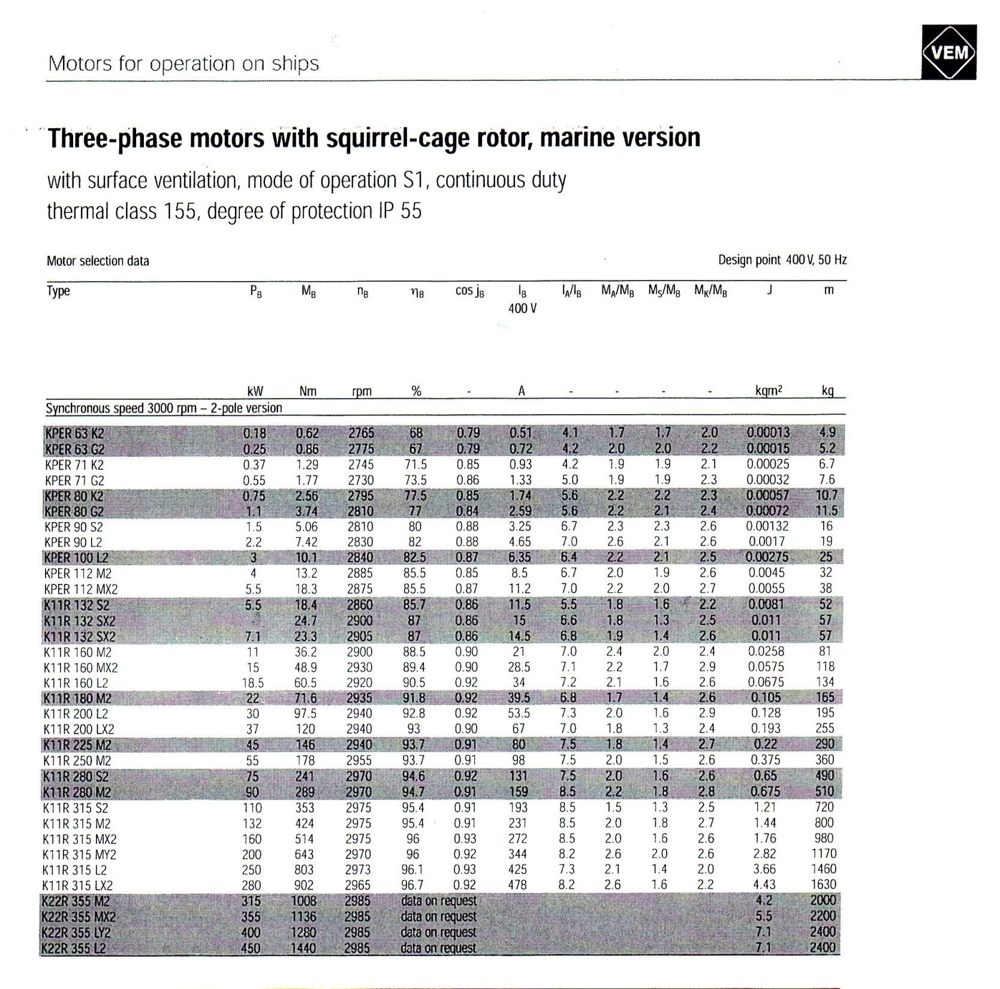 Motors for operation on ships
VEM
Three-phase motors with squirrel-cage rotor, marine version
with surface ventilation, mode of operation S1, continuous duty
thermal class 155, degree of protection IP 55
Motor selection data Design point 400 V, 50 Hz
Type PB MB nB ηB cos jB IB IA/IB MA/MB MS/MB MK/MB J m
400 V
kW Nm rpm % - A - - - - kgm² kg
Synchronous speed 3000 rpm – 2-pole version
KPER 63 K2 0.18 0.62 2765 68 0.79 0.51 4.1 1.7 1.7 2.0 0.00013 4.9
KPER 63 G2 0.25 0.86 2775 67 0.79 0.72 4.2 2.0 2.0 2.2 0.00015 5.2
KPER 71 K2 0.37 1.29 2745 71.5 0.85 0.93 4.2 1.9 1.9 2.1 0.00025 6.7
KPER 71 G2 0.55 1.77 2730 73.5 0.86 1.33 5.0 1.9 1.9 2.3 0.00032 7.6
KPER 80 K2 0.75 2.56 2795 77.5 0.85 1.74 5.6 2.2 2.2 2.3 0.00057 10.7
KPER 80 G2 1.1 3.74 2810 77 0.84 2.59 5.6 2.2 2.1 2.4 0.00072 11.5
KPER 90 S2 1.5 5.06 2810 80 0.88 3.25 6.7 2.3 2.3 2.6 0.00132 16
KPER 90 L2 2.2 7.42 2830 82 0.88 4.65 7.0 2.6 2.1 2.6 0.0017 19
KPER 100 L2 3 10.1 2840 82.5 0.87 6.35 6.4 2.2 2.1 2.5 0.00275 25
KPER 112 M2 4 13.2 2885 85.5 0.85 8.5 6.7 2.0 1.9 2.6 0.0045 32
KPER 112 MX2 5.5 18.3 2875 85.5 0.87 11.2 7.0 2.2 2.0 2.7 0.0055 38
K11R 132 S2 5.5 18.4 2860 85.7 0.86 11.5 5.5 1.8 1.6 2.2 0.0081 52
K11R 132 SX2 24.7 2900 87 0.86 15 6.6 1.8 1.3 2.5 0.011 57
K11R 132 SX2 7.1 23.3 2905 87 0.86 14.5 6.8 1.9 1.4 2.6 0.011 57
K11R 160 M2 11 36.2 2900 88.5 0.90 21 7.0 2.4 2.0 2.4 0.0258 81
K11R 160 MX2 15 48.9 2930 89.4 0.90 28.5 7.1 2.2 1.7 2.9 0.0575 118
K11R 160 L2 18.5 60.5 2920 90.5 0.92 34 7.2 2.1 1.6 2.6 0.0675 134
K11R 180 M2 22 71.6 2935 91.8 0.92 39.5 6.8 1.7 1.4 2.6 0.105 165
K11R 200 L2 30 97.5 2940 92.8 0.92 53.5 7.3 2.0 1.6 2.9 0.128 195
K11R 200 LX2 37 120 2940 93 0.90 67 7.0 1.8 1.3 2.4 0.193 255
K11R 225 M2 45 146 2940 93.7 0.91 80 7.5 1.8 1.4 2.7 0.22 290
K11R 250 M2 55 178 2955 93.7 0.91 98 7.5 2.0 1.5 2.6 0.375 360
K11R 280 S2 75 241 2970 94.6 0.92 131 7.5 2.0 1.6 2.6 0.65 490
K11R 280 M2 90 289 2970 94.7 0.91 159 8.5 2.2 1.8 2.8 0.675 510
K11R 315 S2 110 353 2975 95.4 0.91 193 8.5 1.5 1.3 2.5 1.21 720
K11R 315 M2 132 424 2975 95.4 0.91 231 8.5 2.0 1.8 2.7 1.44 800
K11R 315 MX2 160 514 2975 96 0.93 272 8.5 2.0 1.6 2.6 1.76 980
K11R 315 MY2 200 643 2970 96 0.92 344 8.2 2.6 2.0 2.6 2.82 1170
K11R 315 L2 250 803 2973 96.1 0.93 425 7.3 2.1 1.4 2.0 3.66 1460
K11R 315 LX2 280 902 2965 96.7 0.92 478 8.2 2.6 1.6 2.2 4.43 1630
K22R 355 M2 315 1008 2985 data on request 4.2 2000
K22R 355 MX2 355 1136 2985 data on request 5.5 2200
K22R 355 LY2 400 1280 2985 data on request 7.1 2400
K22R 355 L2 450 1440 2985 data on request 7.1 2400